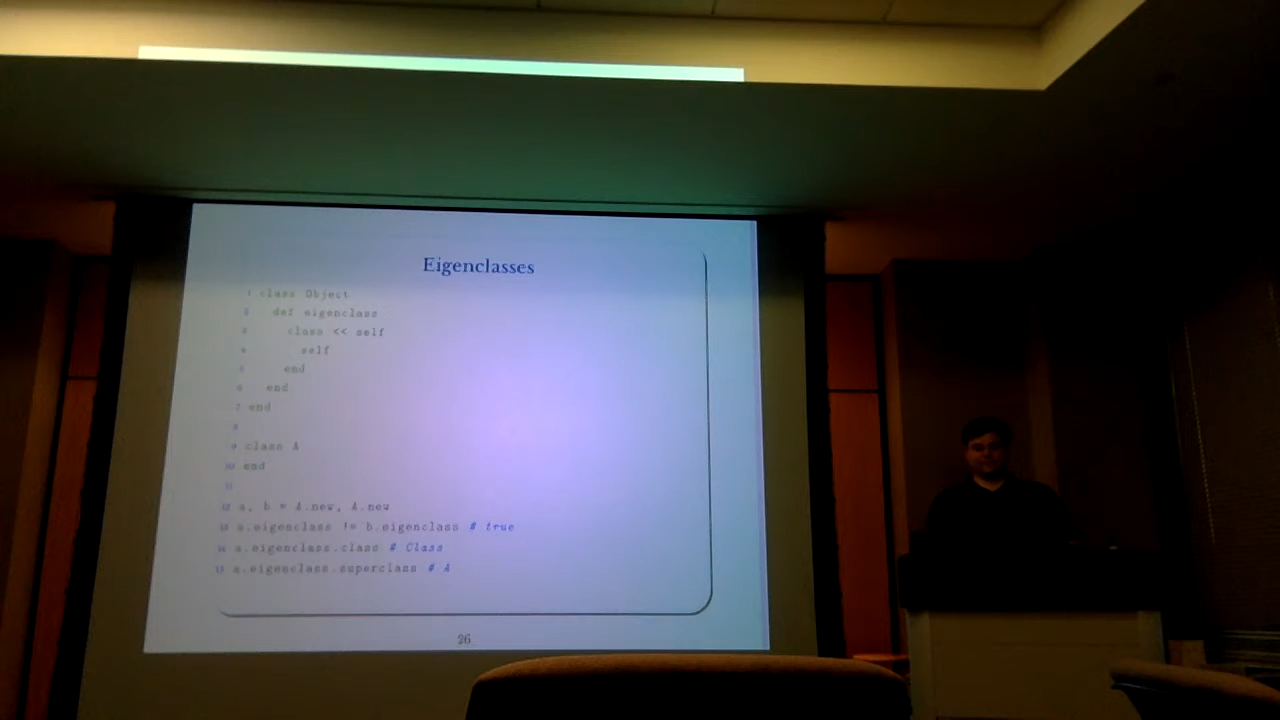 Eigenclasses
1 class Object
2 def eigenclass
3 class << self
4 self
5 end
6 end
7 end
8
9 class A
10 end
11
12 a, b = A.new, A.new
13 a.eigenclass != b.eigenclass # true
14 a.eigenclass.class # Class
15 a.eigenclass.superclass # A
26